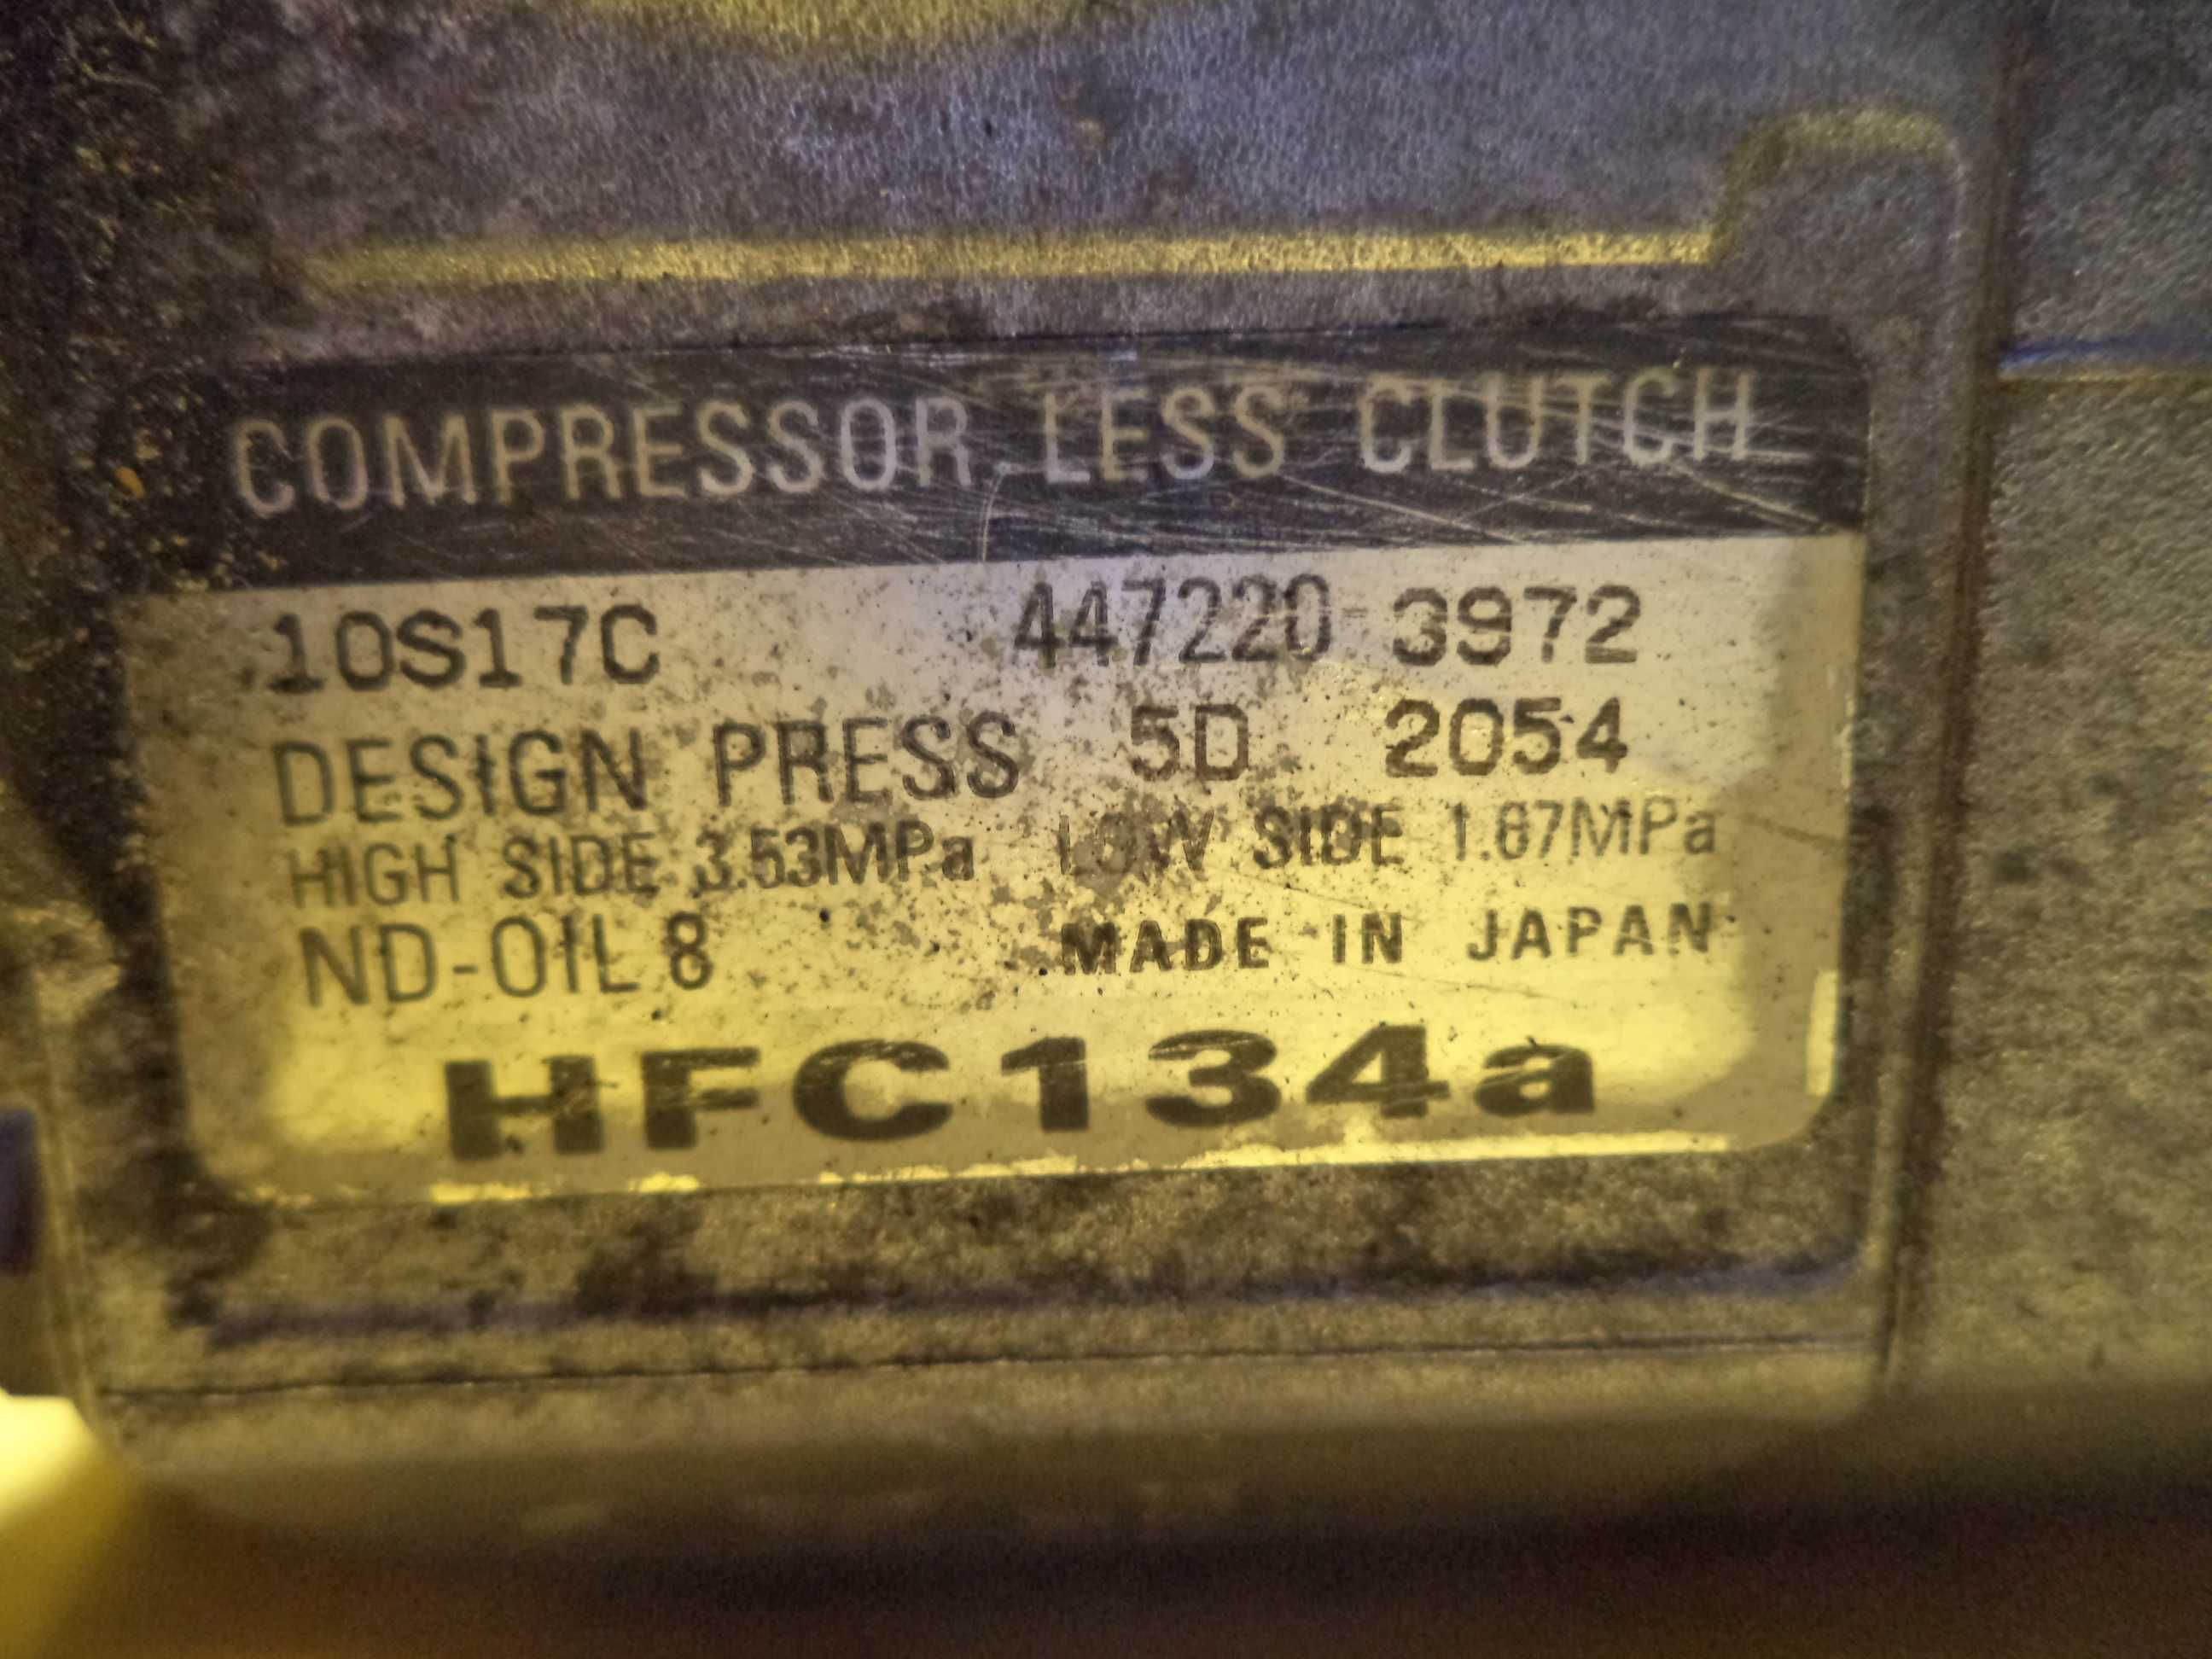 COMPRESSOR LESS CLUTCH
10S17C 447220-3972
DESIGN PRESS 5D 2054
HIGH SIDE 3.53MPa LOW SIDE 1.67MPa
ND-OIL 8 MADE IN JAPAN
HFC134a